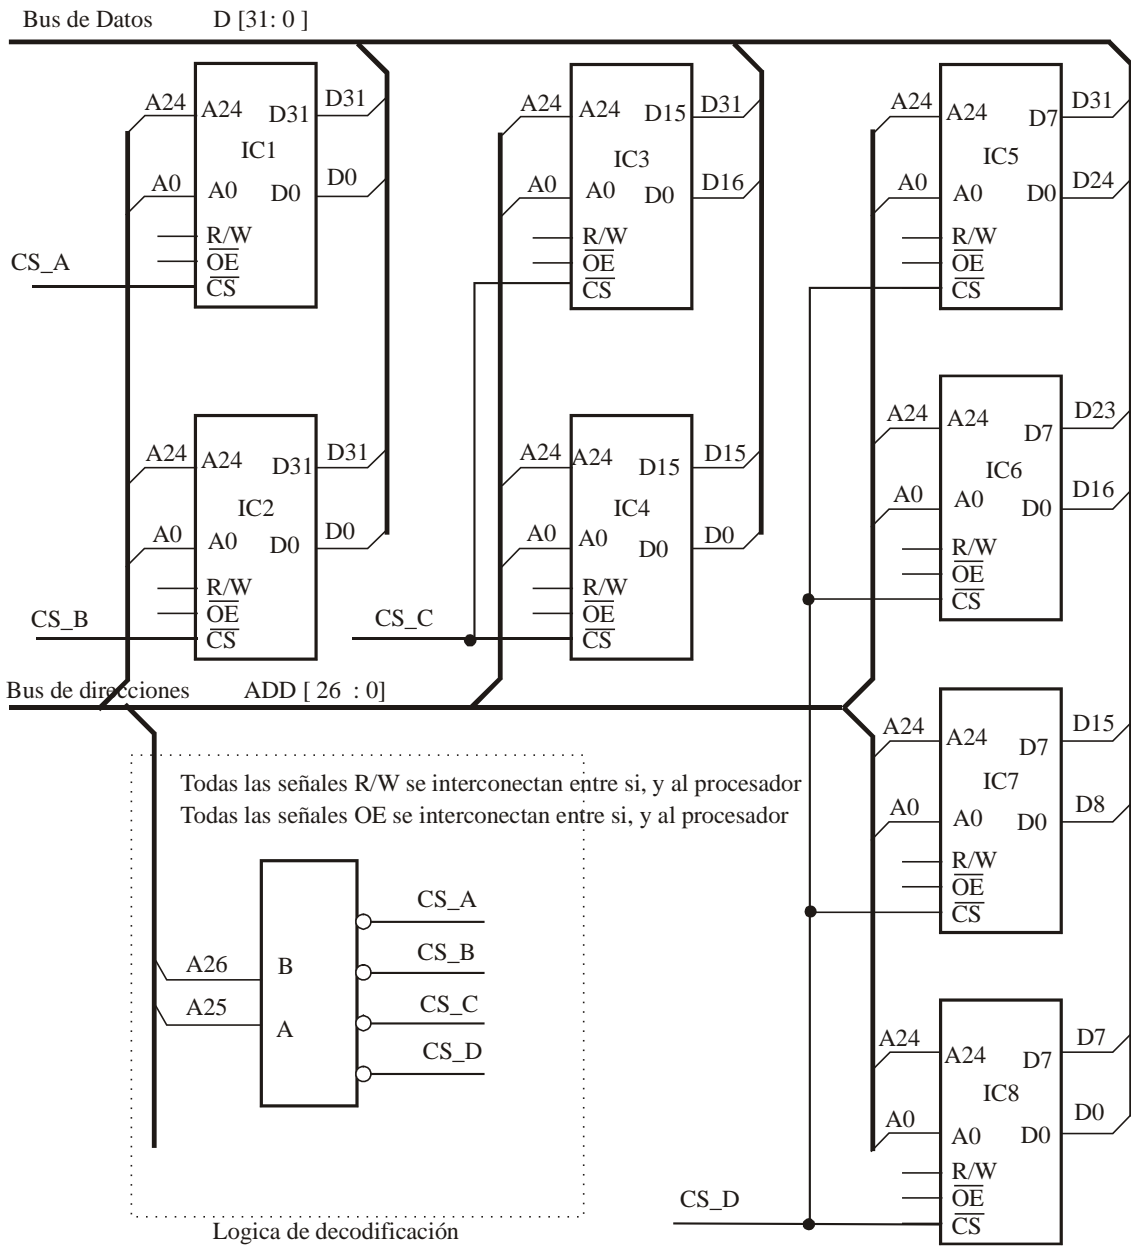 Bus de Datos D [31: 0 ]
A24 A24 D31 D31
IC1
A0 A0 D0 D0
R/W
OE
CS_A CS
A24 A24 D15 D31
IC3
A0 A0 D0 D16
R/W
OE
CS
A24 A24 D7 D31
IC5
A0 A0 D0 D24
R/W
OE
CS
A24 A24 D31 D31
IC2
A0 A0 D0 D0
R/W
OE
CS_B CS
A24 A24 D15 D15
IC4
A0 A0 D0 D0
R/W
OE
CS_C CS
A24 A24 D7 D23
IC6
A0 A0 D0 D16
R/W
OE
CS
Bus de direcciones ADD [ 26 : 0]
A24 A24 D7 D15
IC7
A0 A0 D0 D8
R/W
OE
CS
Todas las señales R/W se interconectan entre si, y al procesador
Todas las señales OE se interconectan entre si, y al procesador
CS_A
A26 B CS_B
A25 A CS_C
CS_D
A24 A24 D7 D7
IC8
A0 A0 D0 D0
R/W
OE
CS_D CS
Logica de decodificación